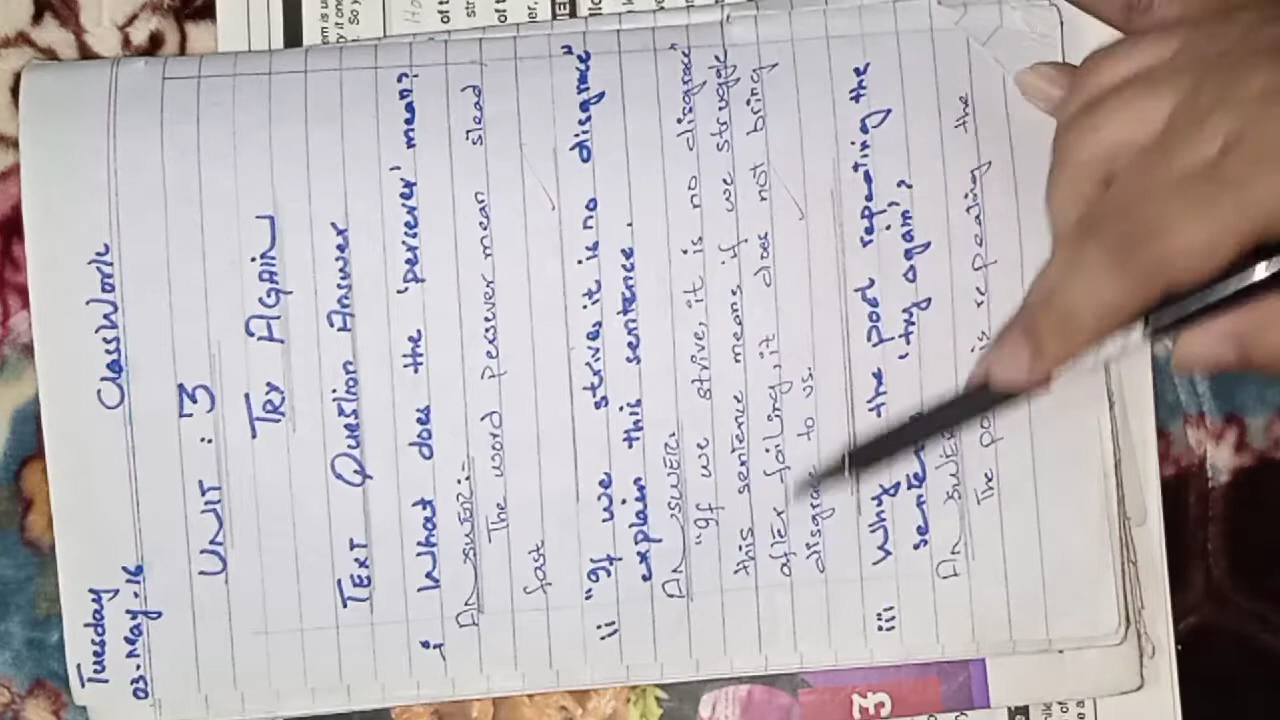 Tuesday ClassWork
03-May-16
UNIT : 3
TRY AGAIN
TEXT Question Answer
i What does the 'persever' mean?
ANSWER:-
The word persever mean stead
fast
ii "If we strive, it is no disgrace"
explain this sentence.
ANSWER:
"If we strive, it is no disgrace"
this sentence means if we struggle
after failing, it does not bring
disgrace to us.
iii Why the poet repeating the
'try again',
The is repeating the
3